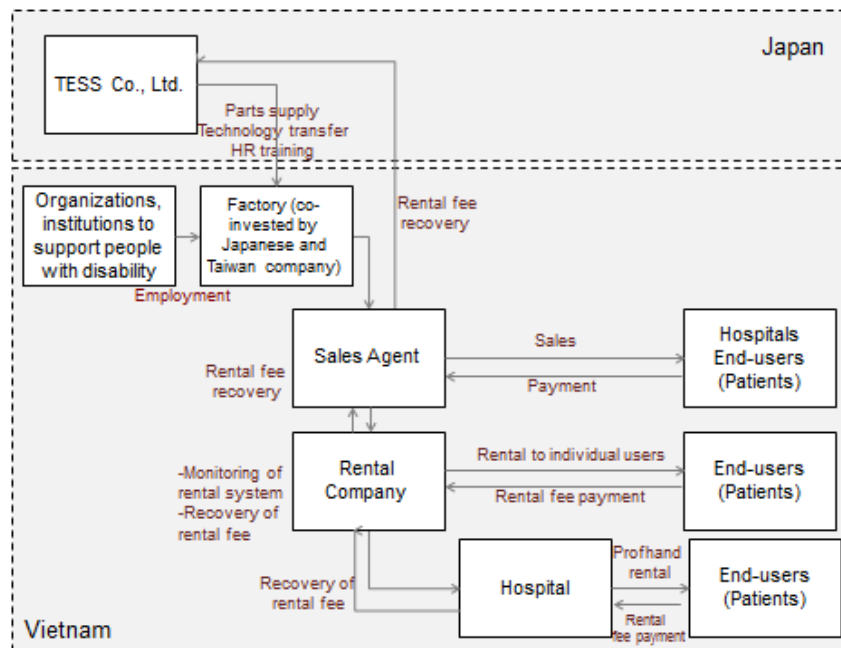 Japan
TESS Co., Ltd.
Parts supply
Technology transfer
HR training
Organizations,
institutions to
support people
with disability
Factory (co-
invested by
Japanese and
Taiwan company)
Rental fee
recovery
Employment
Sales Agent
Sales
Payment
Hospitals
End-users
(Patients)
Rental fee
recovery
Rental
Company
-Monitoring of
rental system
-Recovery of
rental fee
Rental to individual users
Rental fee payment
End-users
(Patients)
Recovery of
rental fee
Hospital
Profhand
rental
Rental
fee payment
End-users
(Patients)
Vietnam